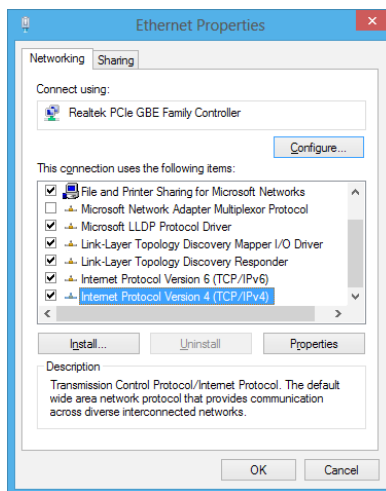 Ethernet Properties
Networking
Sharing
Connect using:
Realtek PCIe GBE Family Controller
Configure...
This connection uses the following items:
File and Printer Sharing for Microsoft Networks
Microsoft Network Adapter Multiplexor Protocol
Microsoft LLDP Protocol Driver
Link-Layer Topology Discovery Mapper I/O Driver
Link-Layer Topology Discovery Responder
Internet Protocol Version 6 (TCP/IPv6)
Internet Protocol Version 4 (TCP/IPv4)
Install...
Uninstall
Properties
Description
Transmission Control Protocol/Internet Protocol. The default
wide area network protocol that provides communication
across diverse interconnected networks.
OK
Cancel